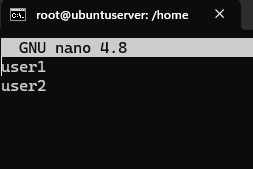 root@ubuntuserver: /home
GNU nano 4.8
user1
user2